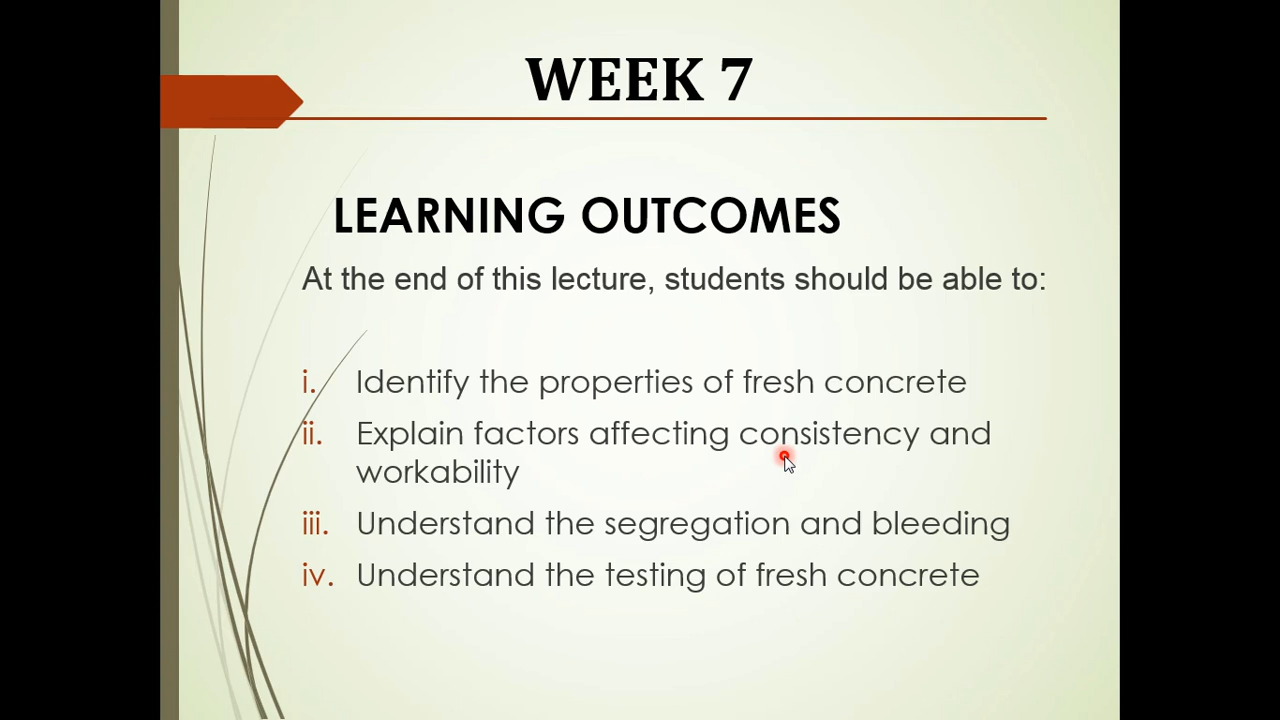 WEEK 7
LEARNING OUTCOMES
At the end of this lecture, students should be able to:
i. Identify the properties of fresh concrete
ii. Explain factors affecting consistency and
workability
iii. Understand the segregation and bleeding
iv. Understand the testing of fresh concrete